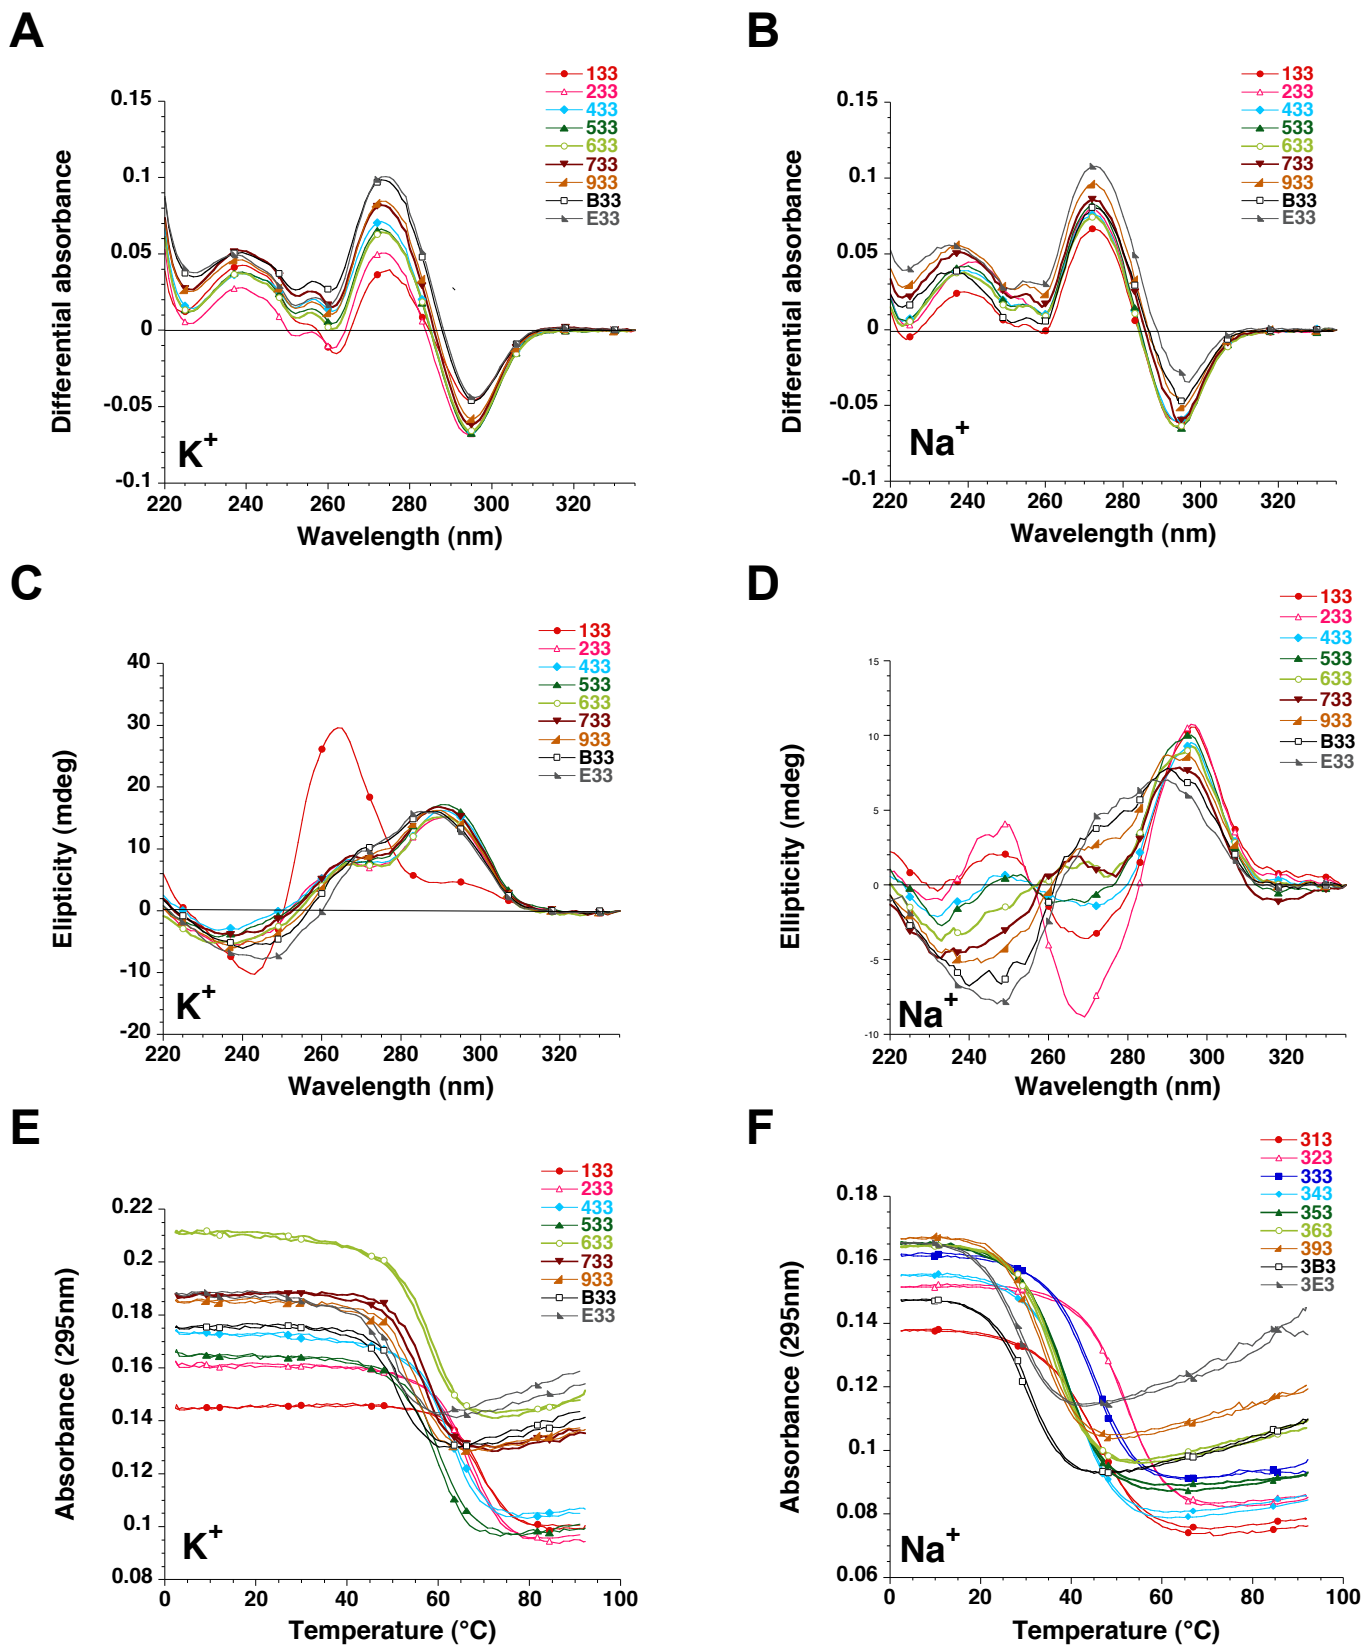 A
133
233
433
533
633
733
933
B33
E33
0.15
0.1
0.05
0
-0.05
-0.1
Differential absorbance
K+
220 240 260 280 300 320
Wavelength (nm)
B
133
233
433
533
633
733
933
B33
E33
0.15
0.1
0.05
0
-0.05
-0.1
Differential absorbance
Na+
220 240 260 280 300 320
Wavelength (nm)
C
133
233
433
533
633
733
933
B33
E33
40
30
20
10
0
-10
-20
Elipticity (mdeg)
K+
220 240 260 280 300 320
Wavelength (nm)
D
133
233
433
533
633
733
933
B33
E33
15
10
5
0
-5
-10
Ellipticity (mdeg)
Na+
220 240 260 280 300 320
Wavelength (nm)
E
133
233
433
533
633
733
933
B33
E33
0.22
0.2
0.18
0.16
0.14
0.12
0.1
0.08
Absorbance (295nm)
K+
0 20 40 60 80 100
Temperature (°C)
F
313
323
333
343
353
363
393
3B3
3E3
0.18
0.16
0.14
0.12
0.1
0.08
0.06
Absorbance (295nm)
Na+
0 20 40 60 80 100
Temperature (°C)